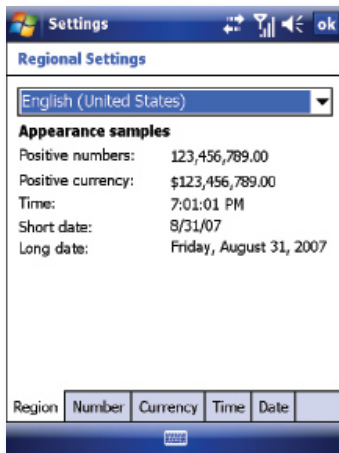 Settings
ok
Regional Settings
English (United States)
Appearance samples
Positive numbers: 123,456,789.00
Positive currency: $123,456,789.00
Time: 7:01:01 PM
Short date: 8/31/07
Long date: Friday, August 31, 2007
Region Number Currency Time Date